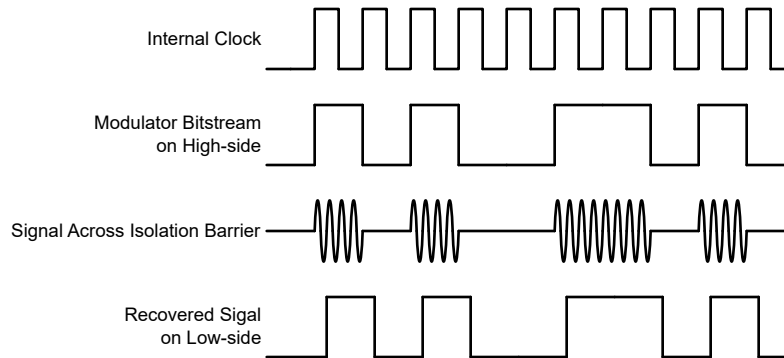 Internal Clock
Modulator Bitstream
on High-side
Signal Across Isolation Barrier
Recovered Sigal
on Low-side